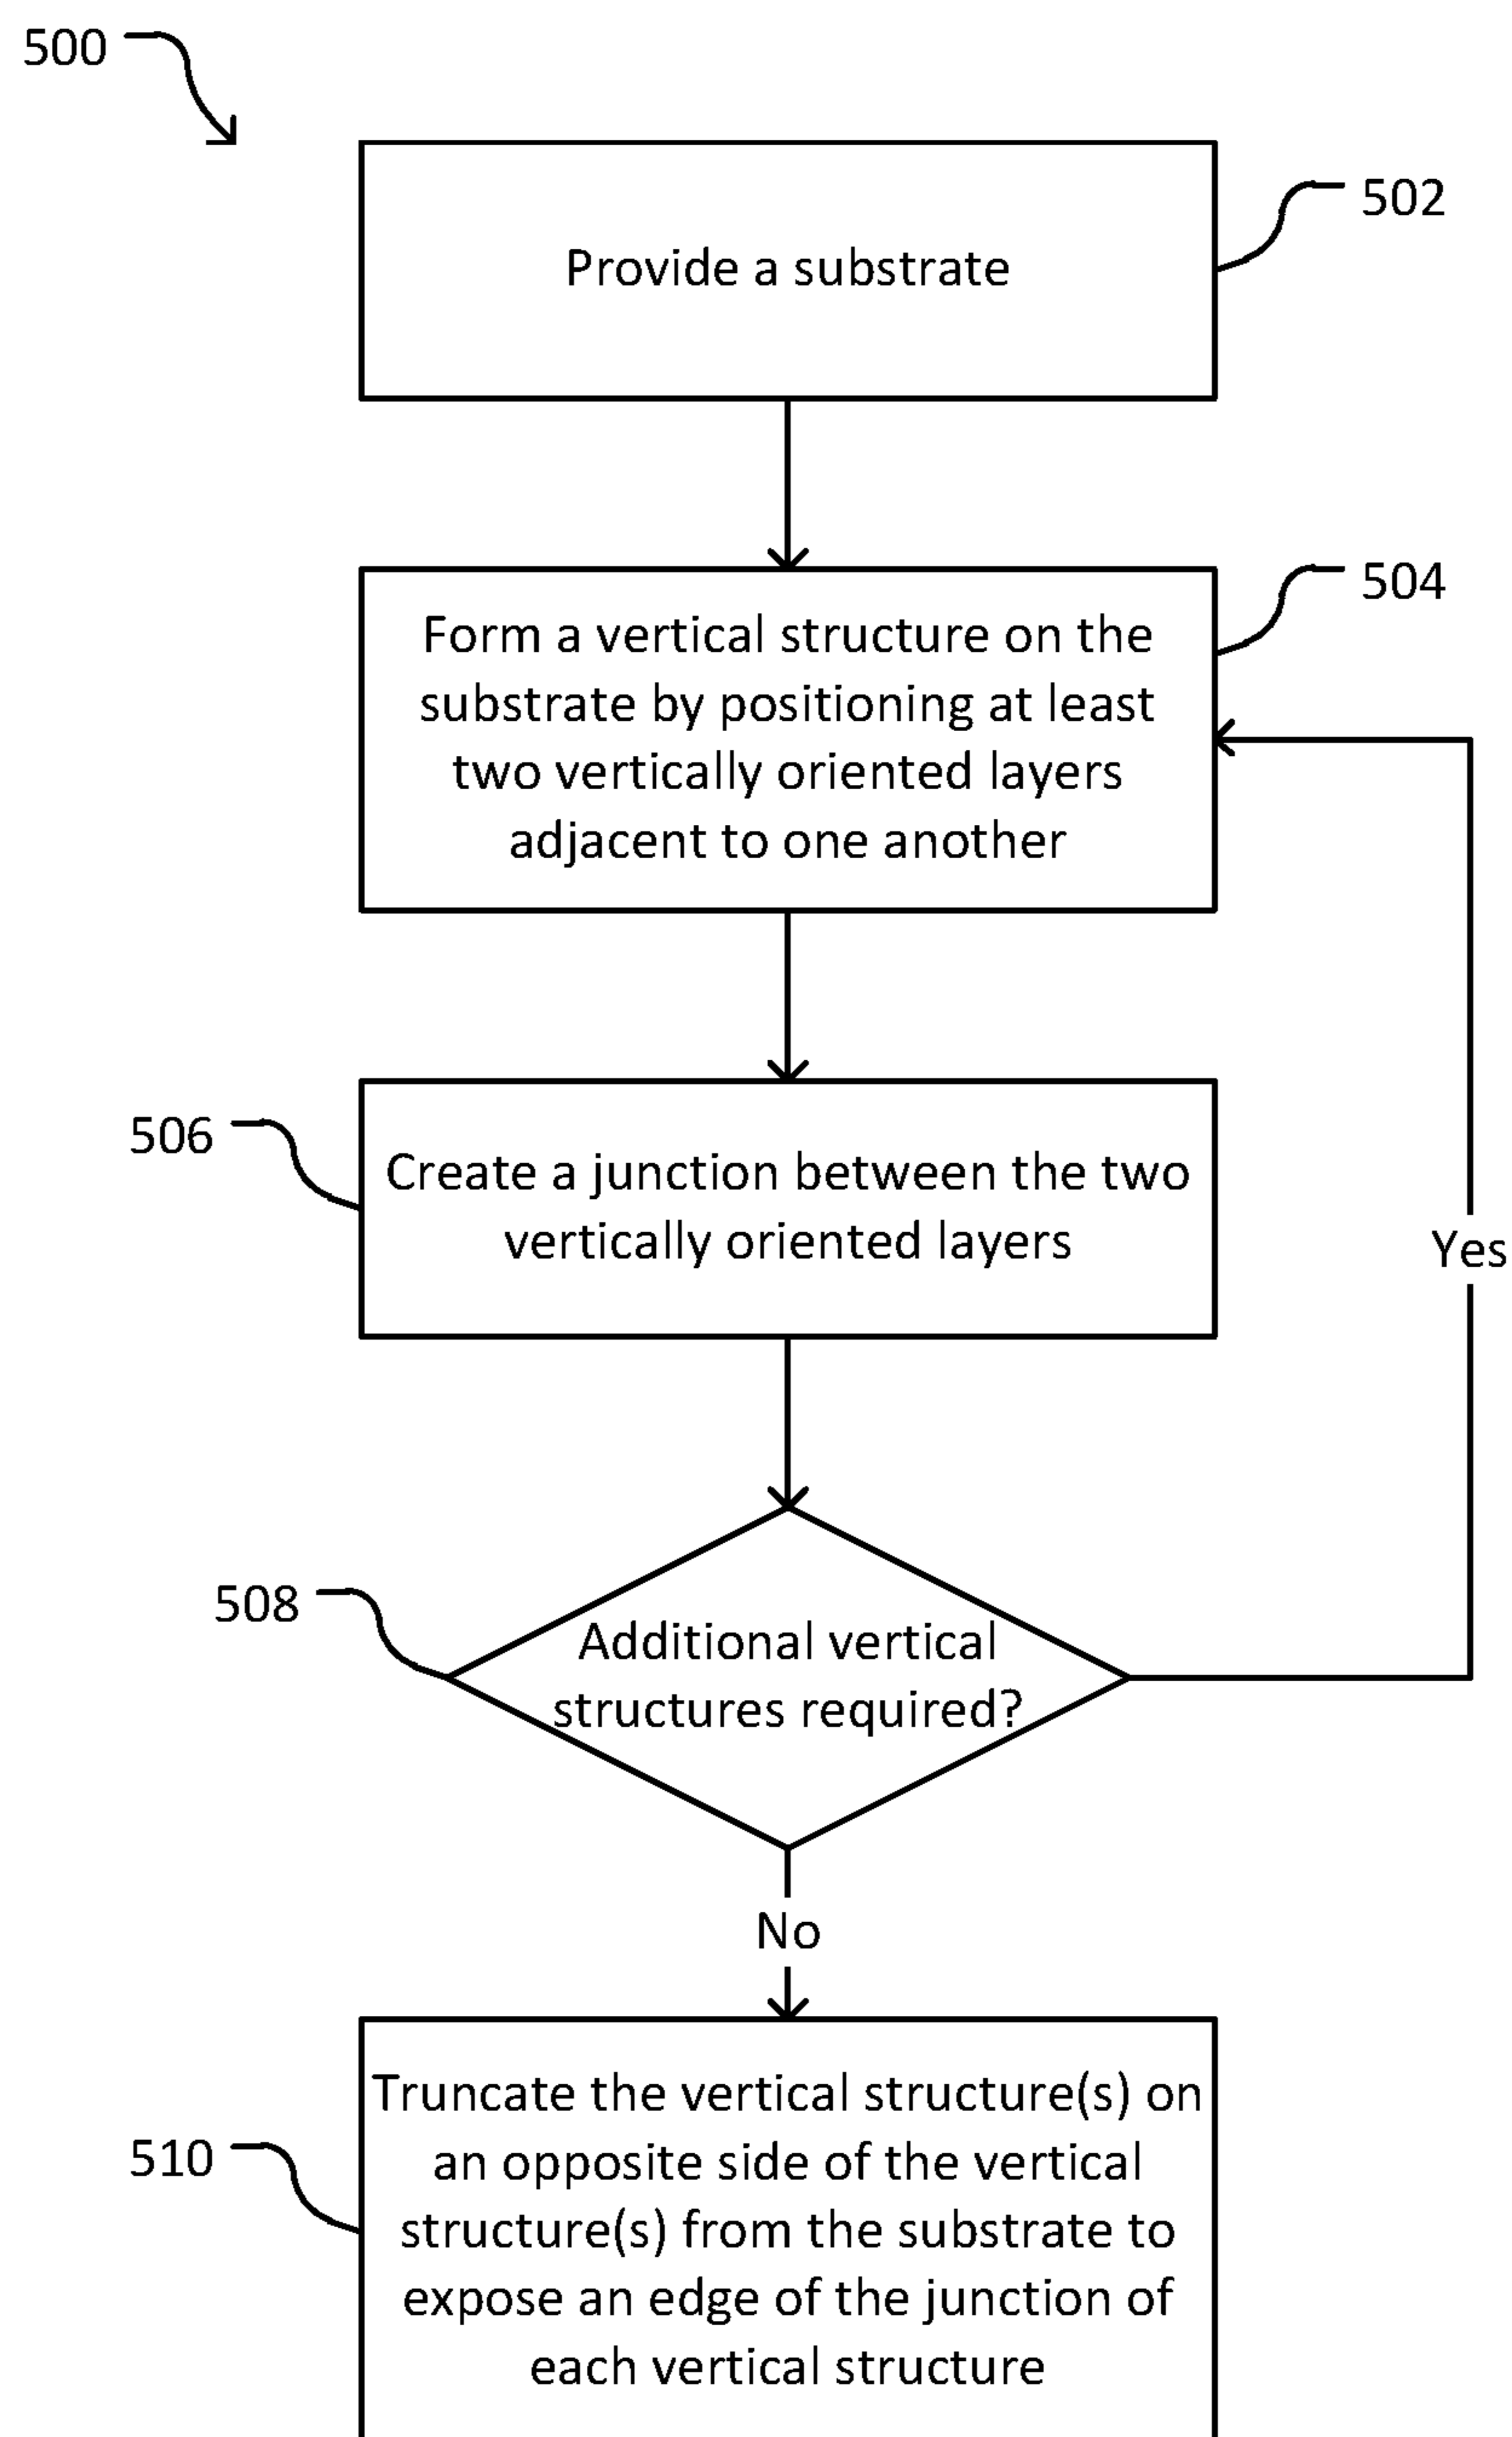 500
502
Provide a substrate
504
Form a vertical structure on the
substrate by positioning at least
two vertically oriented layers
adjacent to one another
506
Create a junction between the two
vertically oriented layers
Yes
508
Additional vertical
structures required?
No
510
Truncate the vertical structure(s) on
an opposite side of the vertical
structure(s) from the substrate to
expose an edge of the junction of
each vertical structure